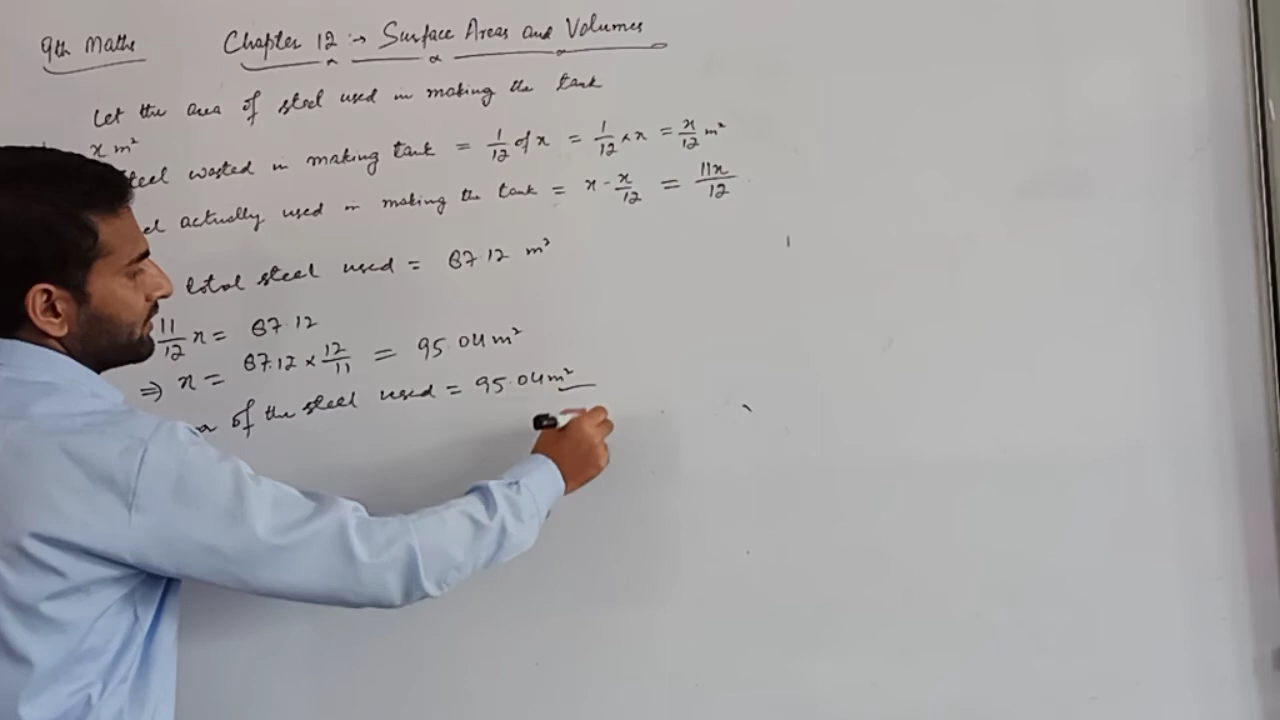 9th Maths Chapter 12 :→ Surface Areas and Volumes
Let the area of steel used in making the tank
x m²
teel wasted in making tank = 1/12 of x = 1/12 × x = x/12 m²
el actually used in making the tank = x - x/12 = 11x/12
total steel used = 87.12 m²
11/12 x = 87.12
⇒ x = 87.12 × 12/11 = 95.04 m²
a of the steel used = 95.04 m²